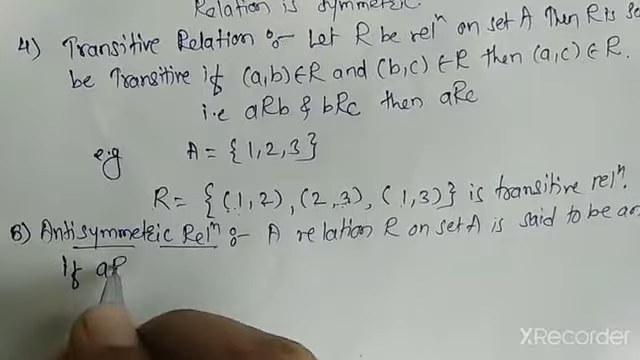 Relation is symmetric.
4) Transitive Relation :- Let R be relⁿ on set A Then R is
be Transitive if (a,b)∈R and (b,c)∈R then (a,c)∈R.
i.e aRb & bRc then aRc
e.g A = {1,2,3}
R = {(1,2),(2,3),(1,3)} is transitive relⁿ.
5) Antisymmetric Relⁿ :- A relation R on set A is said to be an
If aR
XRecorder